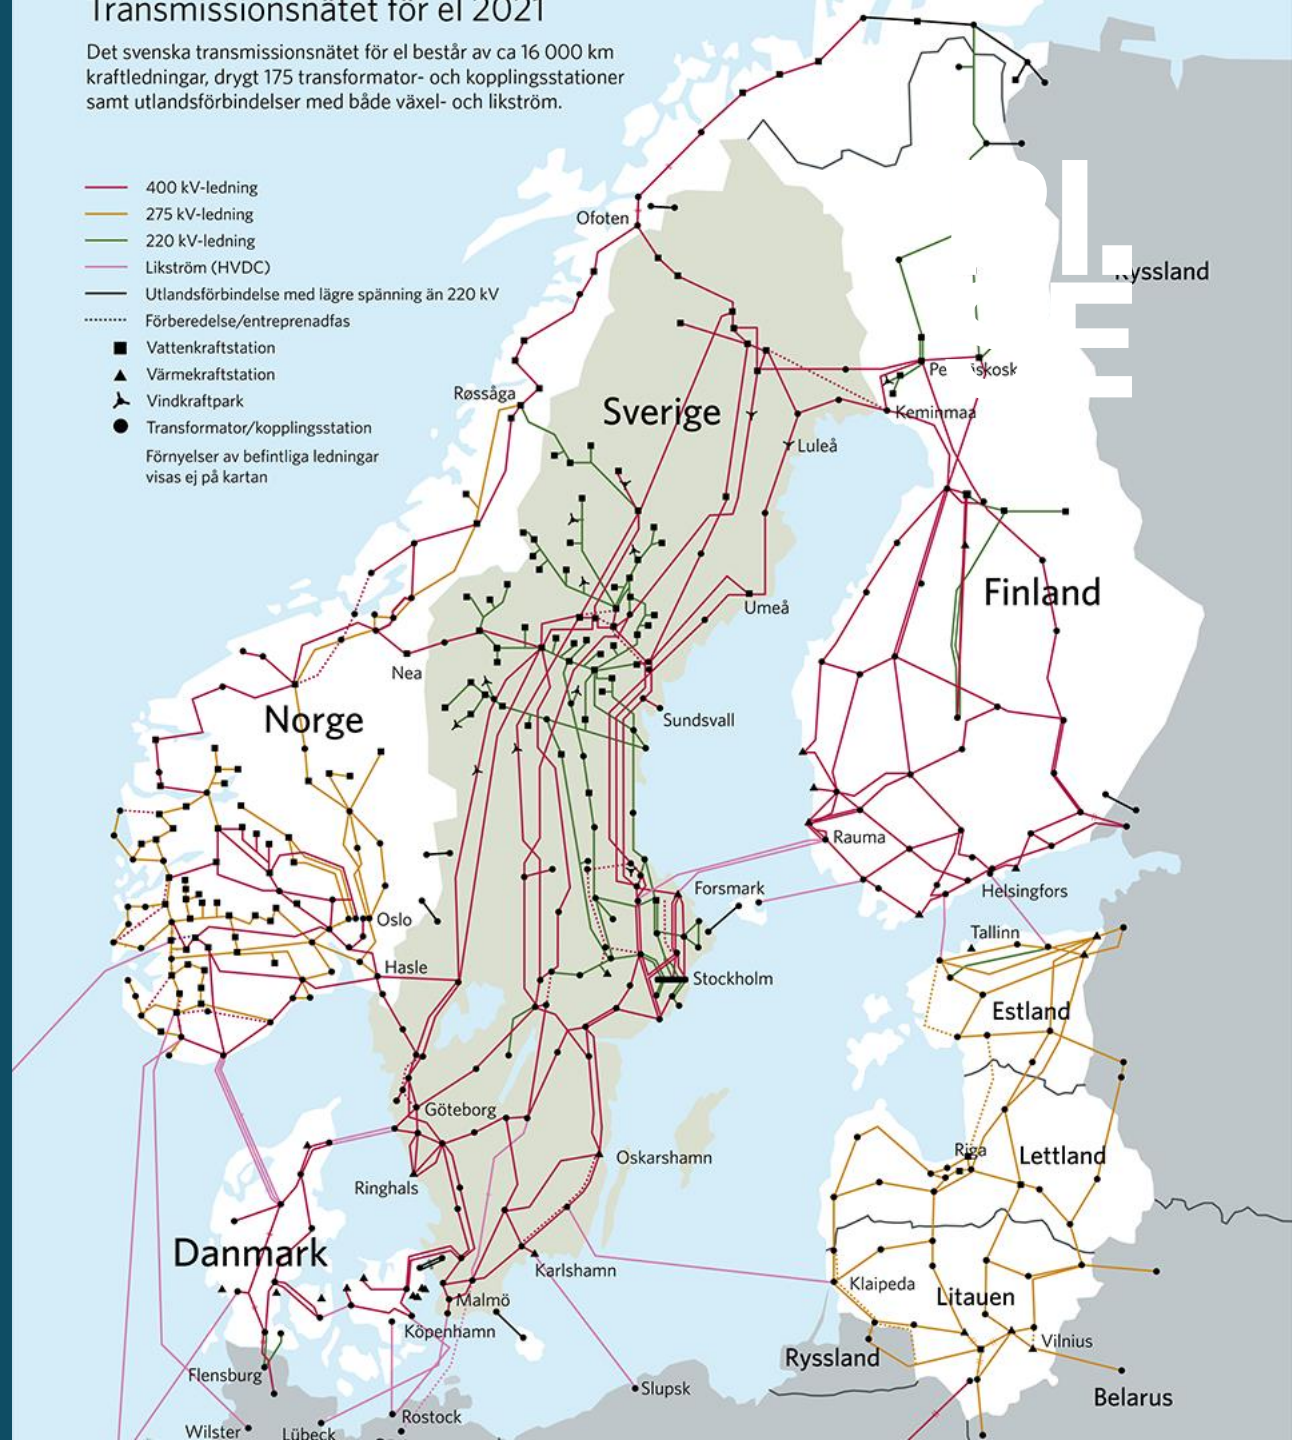 Transmissionsnätet för el 2021
Det svenska transmissionsnätet för el består av ca 16 000 km
kraftledningar, drygt 175 transformator- och kopplingsstationer
samt utlandsförbindelser med både växel- och likström.
400 kV-ledning
275 kV-ledning
220 kV-ledning
Likström (HVDC)
Utlandsförbindelse med lägre spänning än 220 kV
Förberedelse/entreprenadfas
Vattenkraftstation
Värmekraftstation
Vindkraftpark
Transformator/kopplingsstation
Förnyelser av befintliga ledningar
visas ej på kartan
Ofoten
Ryssland
Røssåga
Sverige
Keminmaa
Luleå
Finland
Umeå
Nea
Norge
Sundsvall
Rauma
Forsmark
Helsingfors
Oslo
Tallinn
Hasle
Stockholm
Estland
Göteborg
Riga
Lettland
Oskarshamn
Ringhals
Danmark
Karlshamn
Klaipeda
Litauen
Malmö
Köpenhamn
Vilnius
Ryssland
Flensburg
Slupsk
Belarus
Rostock
Wilster
Lübeck